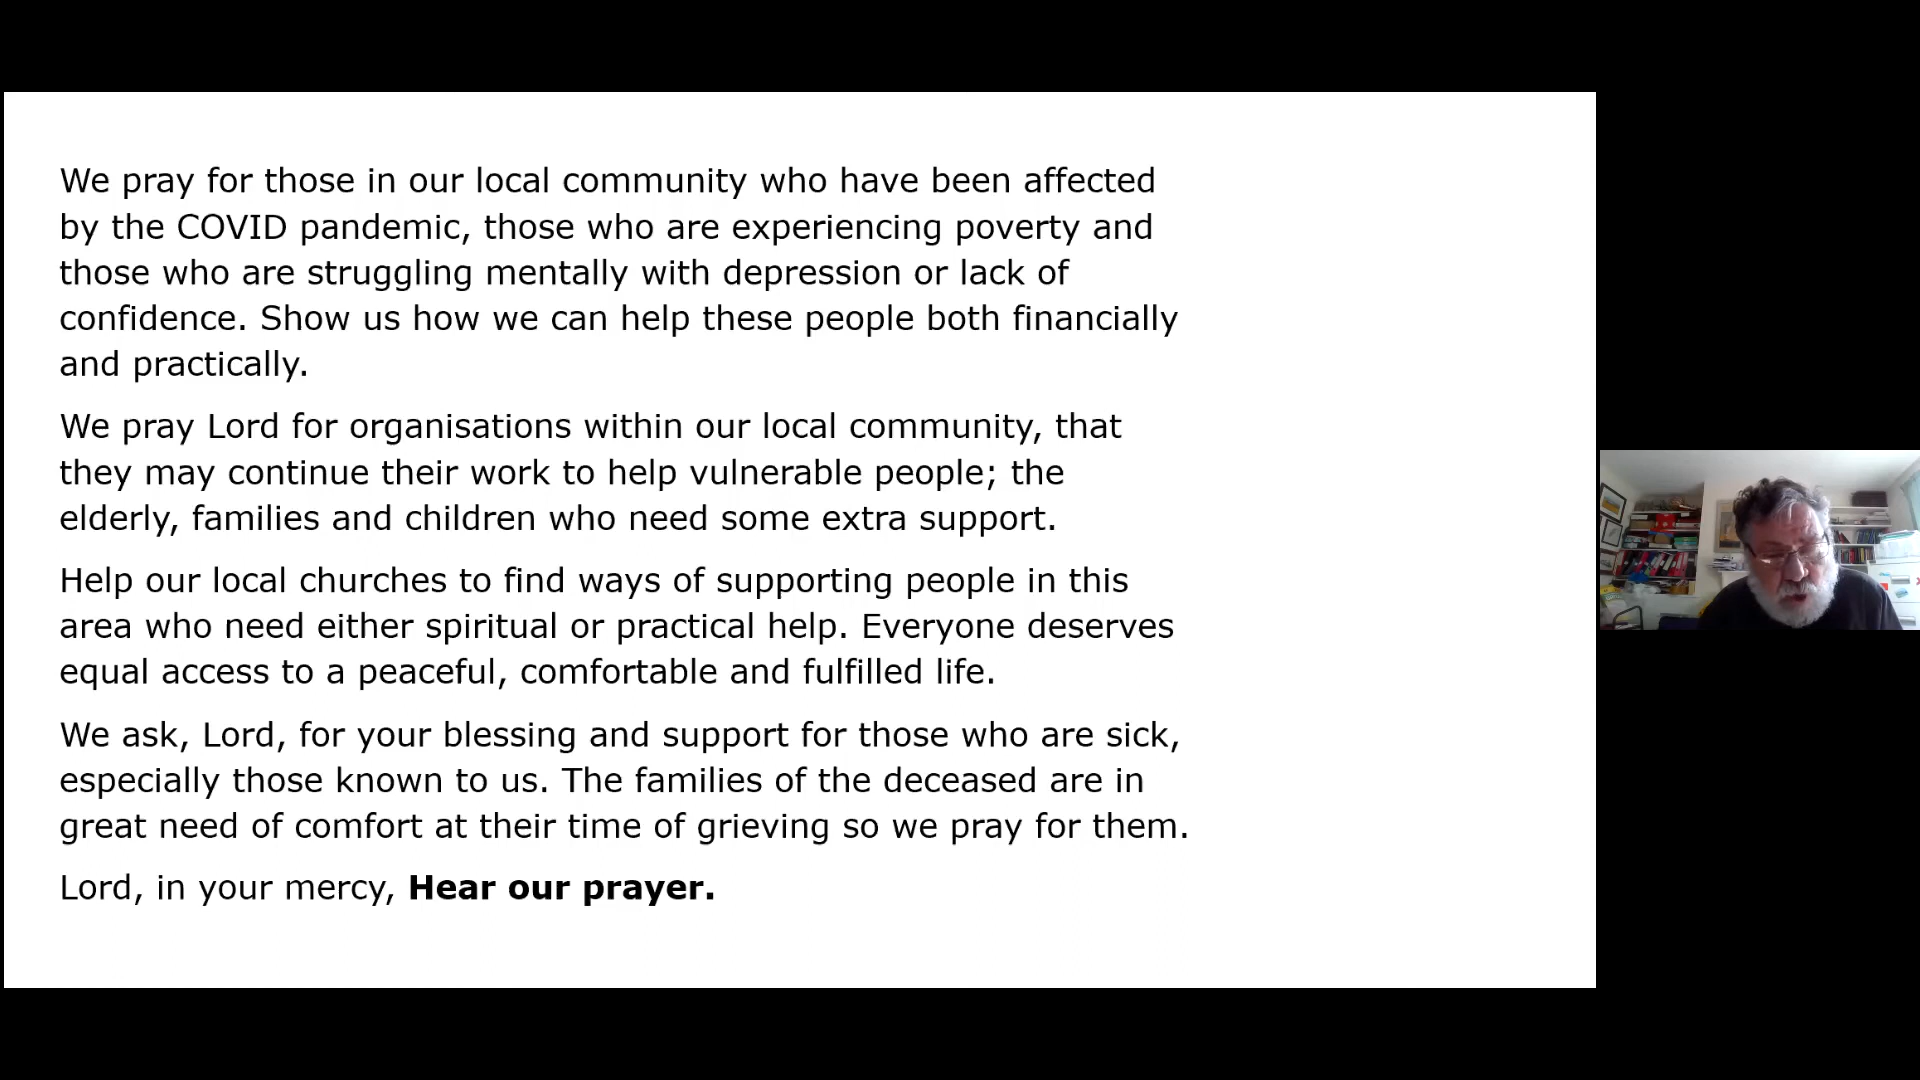 We pray for those in our local community who have been affected
by the COVID pandemic, those who are experiencing poverty and
those who are struggling mentally with depression or lack of
confidence. Show us how we can help these people both financially
and practically.
We pray Lord for organisations within our local community, that
they may continue their work to help vulnerable people; the
elderly, families and children who need some extra support.
Help our local churches to find ways of supporting people in this
area who need either spiritual or practical help. Everyone deserves
equal access to a peaceful, comfortable and fulfilled life.
We ask, Lord, for your blessing and support for those who are sick,
especially those known to us. The families of the deceased are in
great need of comfort at their time of grieving so we pray for them.
Lord, in your mercy, Hear our prayer.